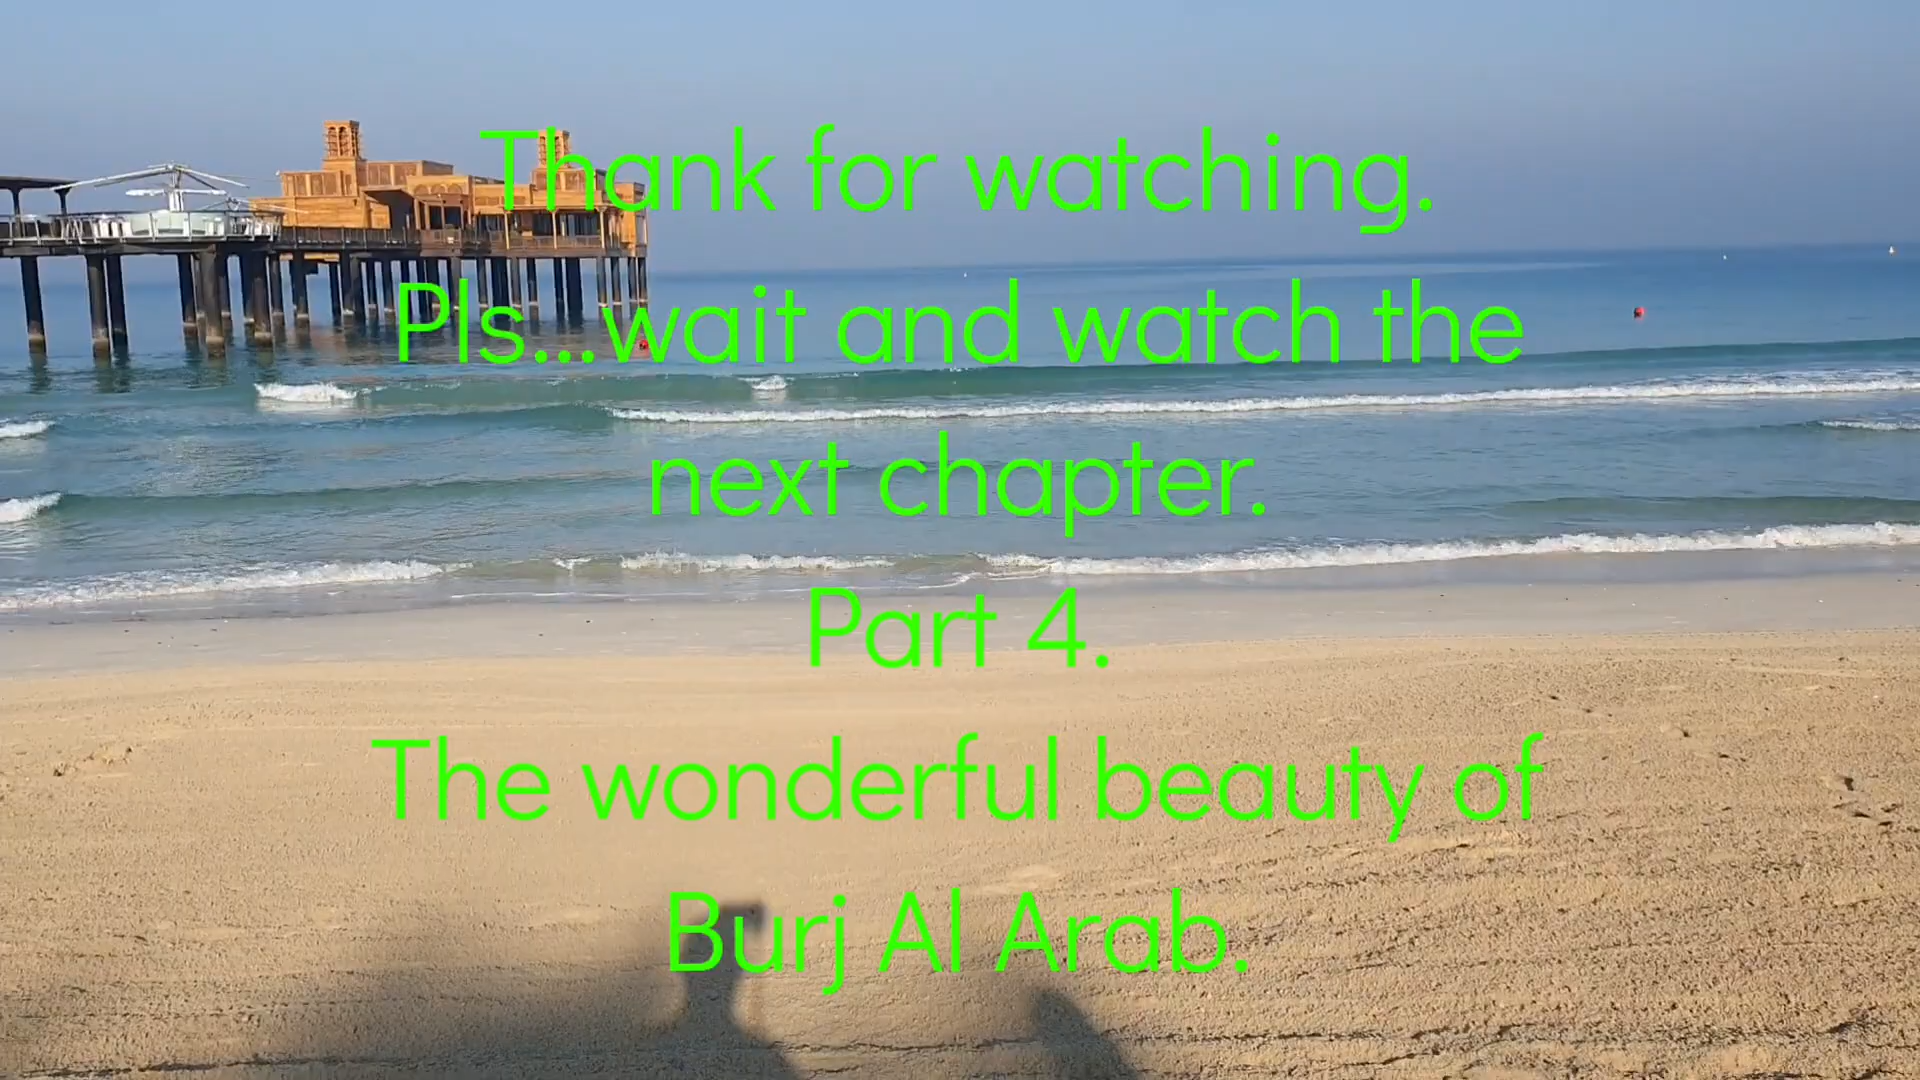 Thank for watching.
Pls...wait and watch the
next chapter.
Part 4.
The wonderful beauty of
Burj Al Arab.